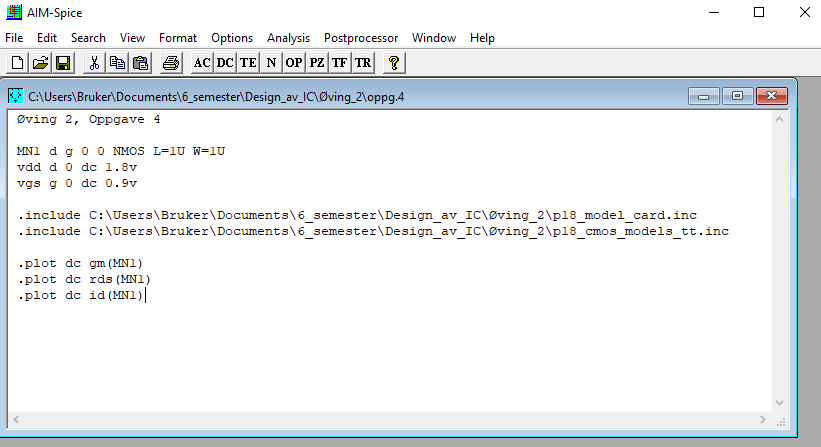 AIM-Spice
File Edit Search View Format Options Analysis Postprocessor Window Help
AC DC TE N OP PZ TF TR ?
C:\Users\Bruker\Documents\6_semester\Design_av_IC\Øving_2\oppg.4
Øving 2, Oppgave 4
MN1 d g 0 0 NMOS L=1U W=1U
vdd d 0 dc 1.8v
vgs g 0 dc 0.9v
.include C:\Users\Bruker\Documents\6_semester\Design_av_IC\Øving_2\p18_model_card.inc
.include C:\Users\Bruker\Documents\6_semester\Design_av_IC\Øving_2\p18_cmos_models_tt.inc
.plot dc gm(MN1)
.plot dc rds(MN1)
.plot dc id(MN1)